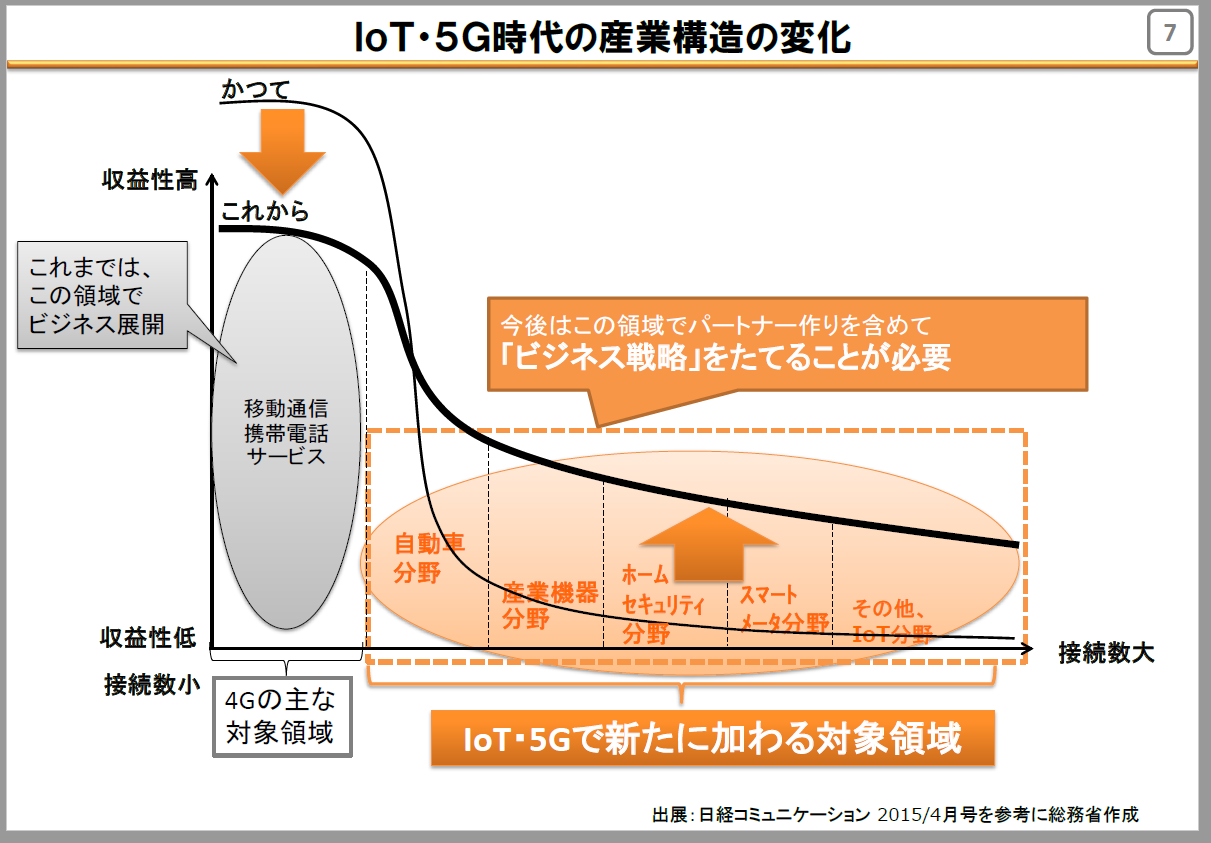 IoT・5G時代の産業構造の変化
7
かつて
収益性高
これから
これまでは、
この領域で
ビジネス展開
今後はこの領域でパートナー作りを含めて
「ビジネス戦略」をたてることが必要
移動通信
携帯電話
サービス
自動車
分野
産業機器
分野
ホーム
セキュリティ
分野
スマート
メータ分野
その他、
IoT分野
収益性低
接続数大
接続数小
4Gの主な
対象領域
IoT・5Gで新たに加わる対象領域
出展：日経コミュニケーション 2015/4月号を参考に総務省作成